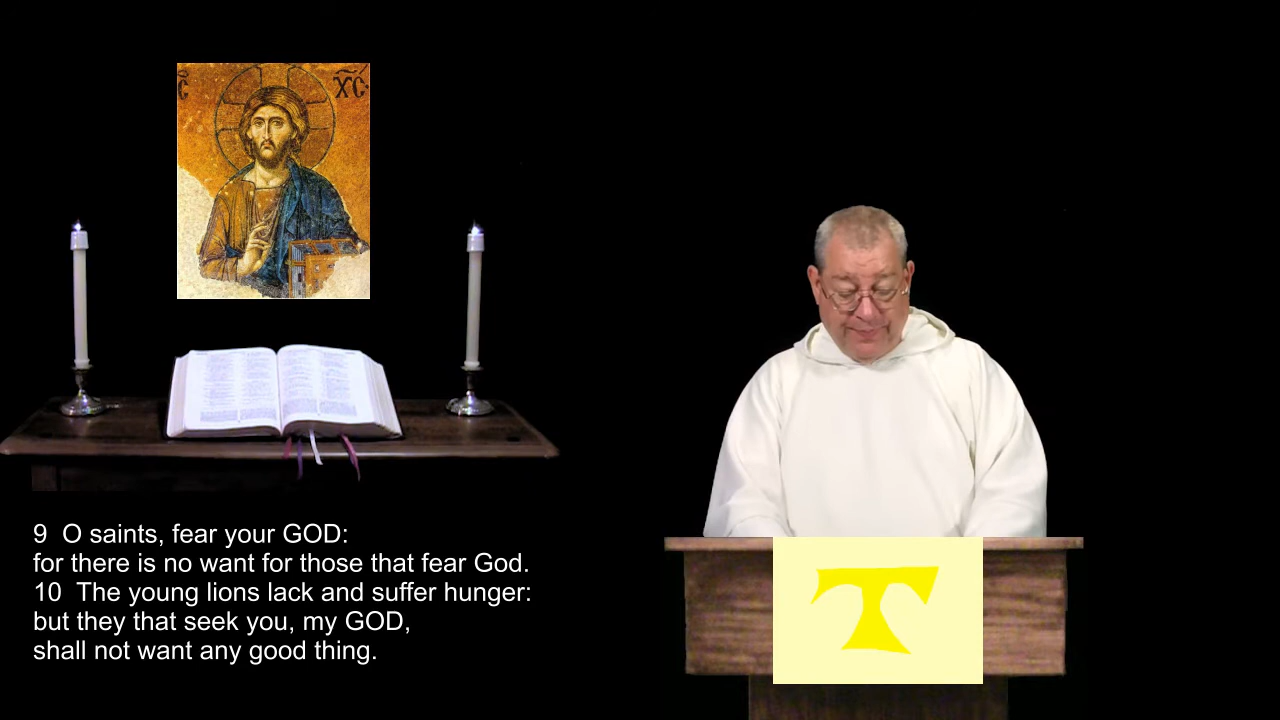 ΧC
9 O saints, fear your GOD:
for there is no want for those that fear God.
10 The young lions lack and suffer hunger:
but they that seek you, my GOD,
shall not want any good thing.
T